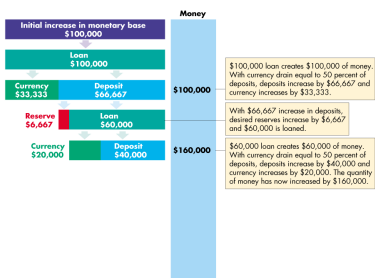 Money
Initial increase in monetary base
$100,000
Loan
$100,000
Currency
$33,333
Deposit
$66,667
$100,000
$100,000 loan creates $100,000 of money.
With currency drain equal to 50 percent of
deposits, deposits increase by $66,667 and
currency increases by $33,333.
Reserve
$6,667
Loan
$60,000
With $66,667 increase in deposits,
desired reserves increase by $6,667
and $60,000 is loaned.
Currency
$20,000
Deposit
$40,000
$160,000
$60,000 loan creates $60,000 of money.
With currency drain equal to 50 percent of
deposits, deposits increase by $40,000 and
currency increases by $20,000. The quantity
of money has now increased by $160,000.